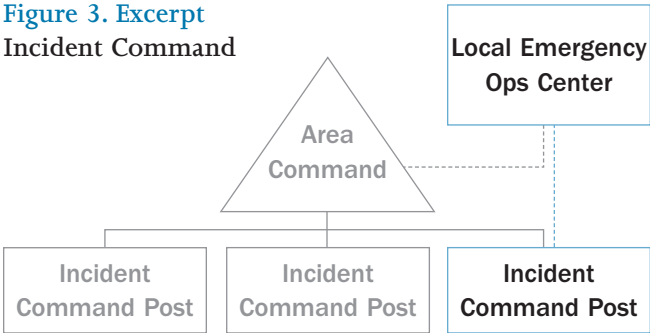 Figure 3. Excerpt
Incident Command
Local Emergency
Ops Center
Area
Command
Incident
Command Post
Incident
Command Post
Incident
Command Post